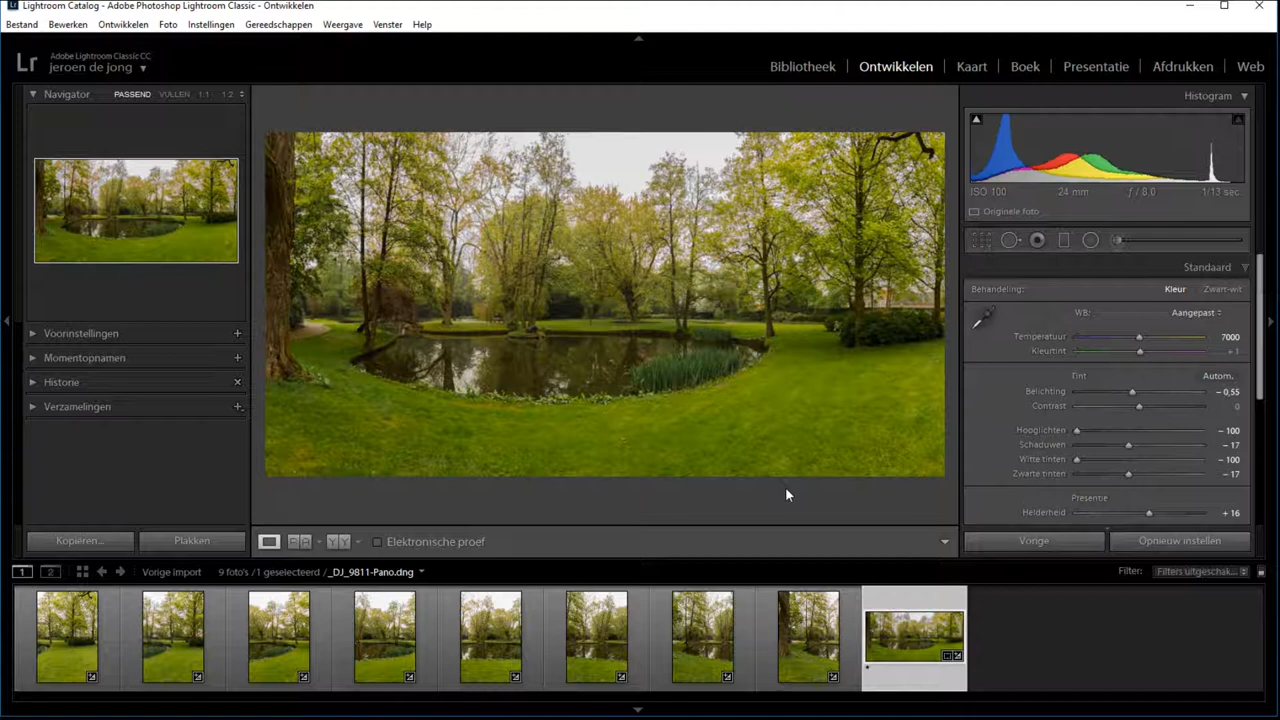 Lightroom Catalog - Adobe Photoshop Lightroom Classic - Ontwikkelen
Bestand Bewerken Ontwikkelen Foto Instellingen Gereedschappen Weergave Venster Help
Lr Adobe Lightroom Classic CC
jeroen de jong
Bibliotheek Ontwikkelen Kaart Boek Presentatie Afdrukken Web
Navigator PASSEND VULLEN 1:1 1:2
Histogram
ISO 100 24 mm ƒ / 8,0 1/13 sec
Originele foto
Standaard
Behandeling: Kleur Zwart-wit
WB: Aangepast
Temperatuur 7000
Kleurtint + 1
Tint Autom.
Belichting – 0,55
Contrast 0
Hooglichten – 100
Schaduwen – 17
Witte tinten – 100
Zwarte tinten – 17
Presentie
Helderheid + 16
Voorinstellingen
Momentopnamen
Historie
Verzamelingen
Kopiëren... Plakken
RA YY Elektronische proef
Vorige Opnieuw instellen
1 2 Vorige import 9 foto's /1 geselecteerd /_DJ_9811-Pano.dng
Filter: Filters uitgeschak...